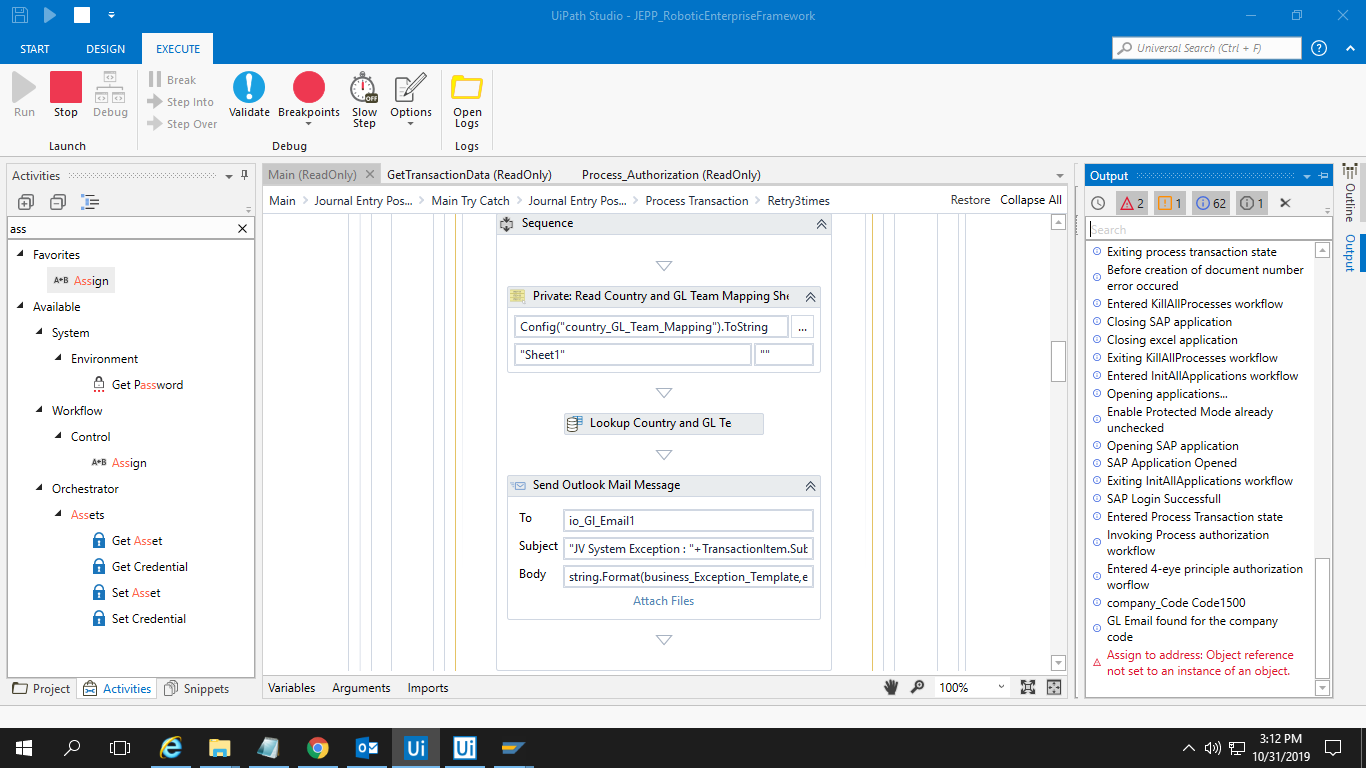 UiPath Studio - JEPP_RoboticEnterpriseFramework
START
DESIGN
EXECUTE
Universal Search (Ctrl + F)
Run
Stop
Debug
Break
Step Into
Step Over
Validate
Breakpoints
Slow
Step
OFF
Options
Open
Logs
Launch
Debug
Logs
Activities
ass
Favorites
A+B Assign
Available
System
Environment
Get Password
Workflow
Control
A+B Assign
Orchestrator
Assets
Get Asset
Get Credential
Set Asset
Set Credential
Project
Activities
Snippets
Main (ReadOnly)
GetTransactionData (ReadOnly)
Process_Authorization (ReadOnly)
Main
Journal Entry Pos...
Main Try Catch
Journal Entry Pos...
Process Transaction
Retry3times
Restore
Collapse All
Sequence
Private: Read Country and GL Team Mapping She
Config("country_GL_Team_Mapping").ToString
...
"Sheet1"
""
Lookup Country and GL Te
Send Outlook Mail Message
To
io_Gl_Email1
Subject
"JV System Exception : "+TransactionItem.Sub
Body
string.Format(business_Exception_Template,e
Attach Files
Variables
Arguments
Imports
100%
Output
2
1
62
1
Search
Exiting process transaction state
Before creation of document number
error occured
Entered KillAllProcesses workflow
Closing SAP application
Closing excel application
Exiting KillAllProcesses workflow
Entered InitAllApplications workflow
Opening applications...
Enable Protected Mode already
unchecked
Opening SAP application
SAP Application Opened
Exiting InitAllApplications workflow
SAP Login Successfull
Entered Process Transaction state
Invoking Process authorization
workflow
Entered 4-eye principle authorization
worflow
company_Code Code1500
GL Email found for the company
code
Assign to address: Object reference
not set to an instance of an object.
Outline
Output
Ui
Ui
3:12 PM
10/31/2019